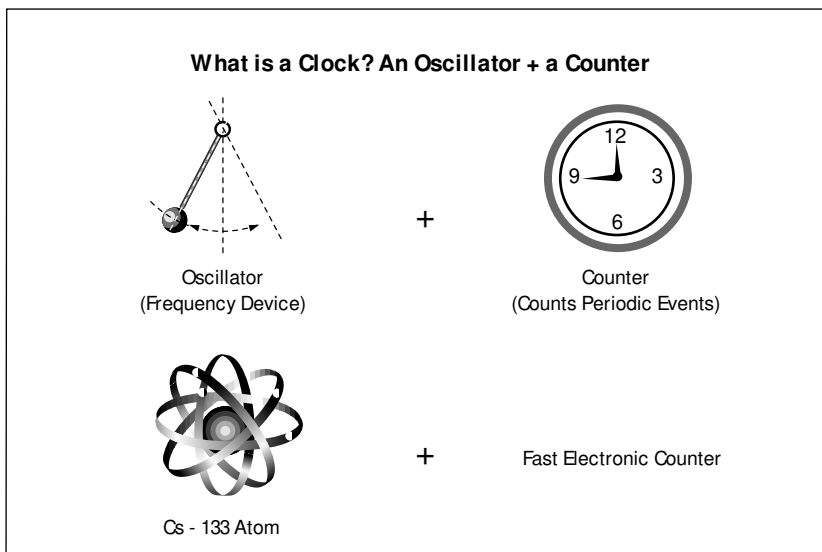 What is a Clock? An Oscillator + a Counter
12
9
3
6
+
Oscillator
(Frequency Device)
Counter
(Counts Periodic Events)
+
Fast Electronic Counter
Cs - 133 Atom